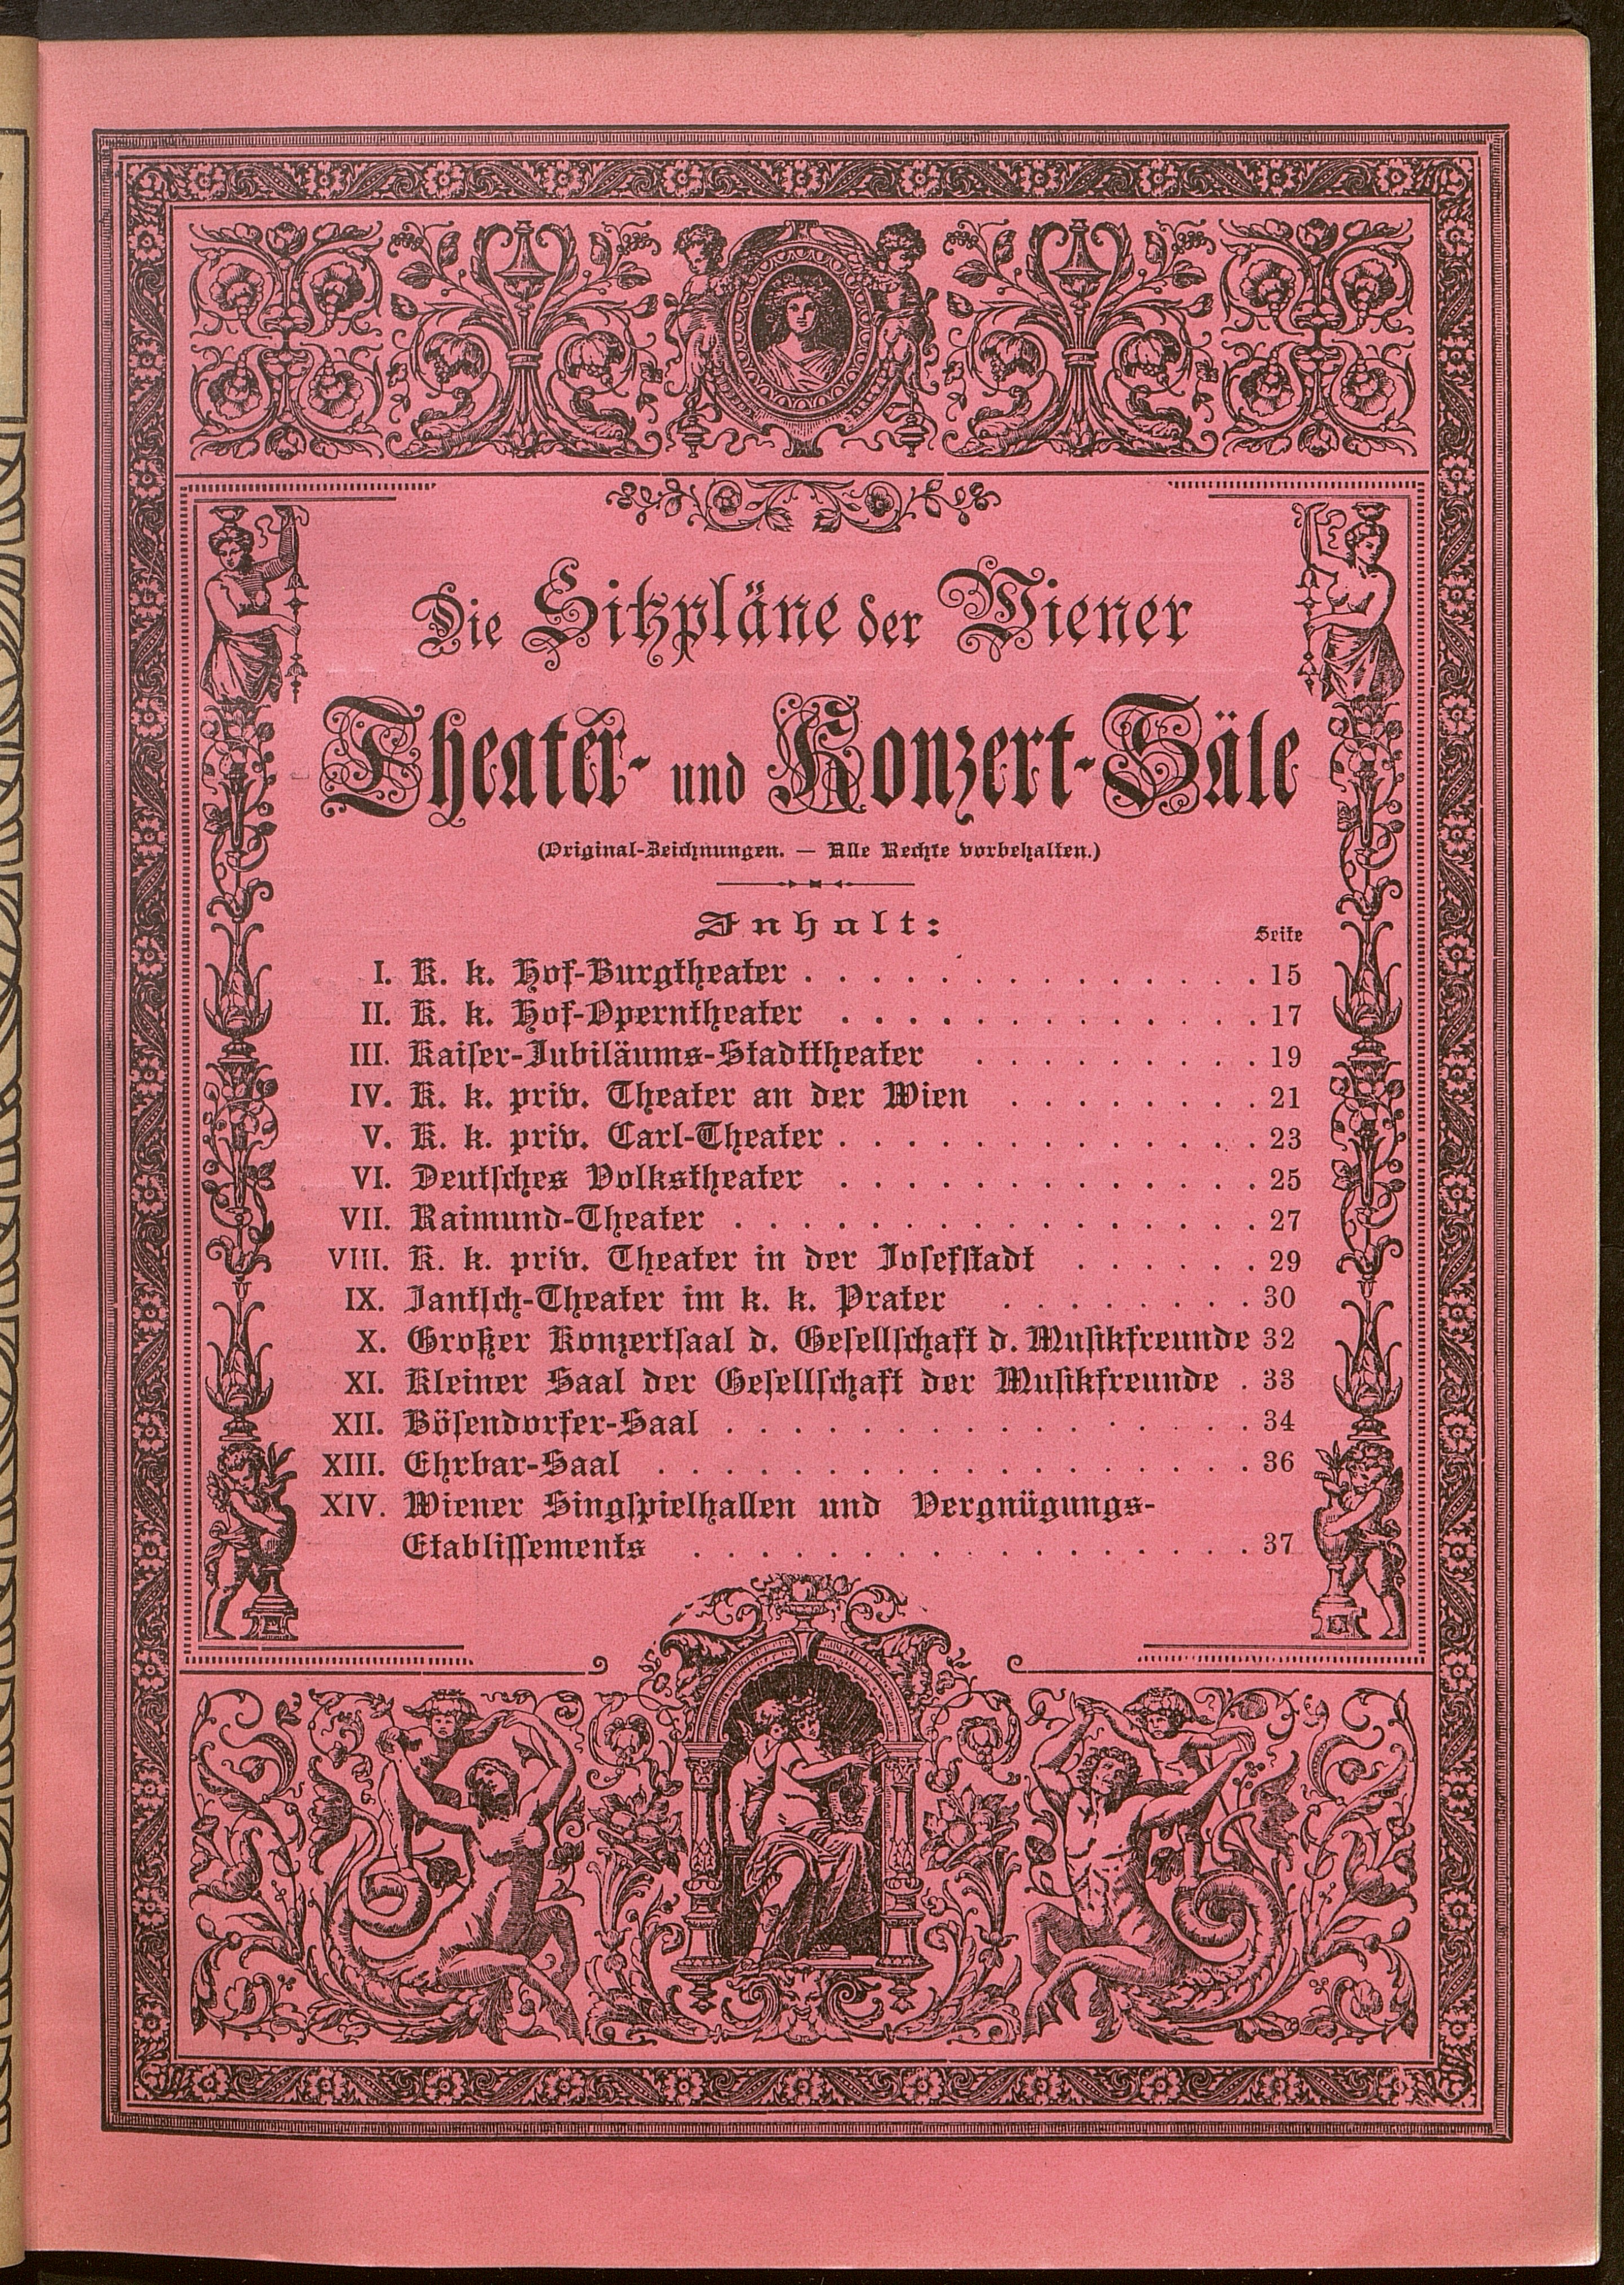 Die Sitzpläne der Wiener
Theater- und Konzert-Säle
(Original-Zeichnungen. — Alle Rechte vorbehalten.)
Inhalt:
Seite
I. K. k. Hof-Burgtheater . . . . . . . . . . . . . . 15
II. K. k. Hof-Operntheater . . . . . . . . . . . . . 17
III. Kaiser-Jubiläums-Stadttheater . . . . . . . . . 19
IV. K. k. priv. Theater an der Wien . . . . . . . . 21
V. K. k. priv. Carl-Theater . . . . . . . . . . . . . 23
VI. Deutsches Volkstheater . . . . . . . . . . . . . 25
VII. Raimund-Theater . . . . . . . . . . . . . . . . 27
VIII. K. k. priv. Theater in der Josefstadt . . . . . . 29
IX. Jantsch-Theater im k. k. Prater . . . . . . . . 30
X. Großer Konzertsaal d. Gesellschaft d. Musikfreunde 32
XI. Kleiner Saal der Gesellschaft der Musikfreunde . 33
XII. Bösendorfer-Saal . . . . . . . . . . . . . . . . 34
XIII. Ehrbar-Saal . . . . . . . . . . . . . . . . . . 36
XIV. Wiener Singspielhallen und Vergnügungs-
Etablissements . . . . . . . . . . . . . . . . . 37